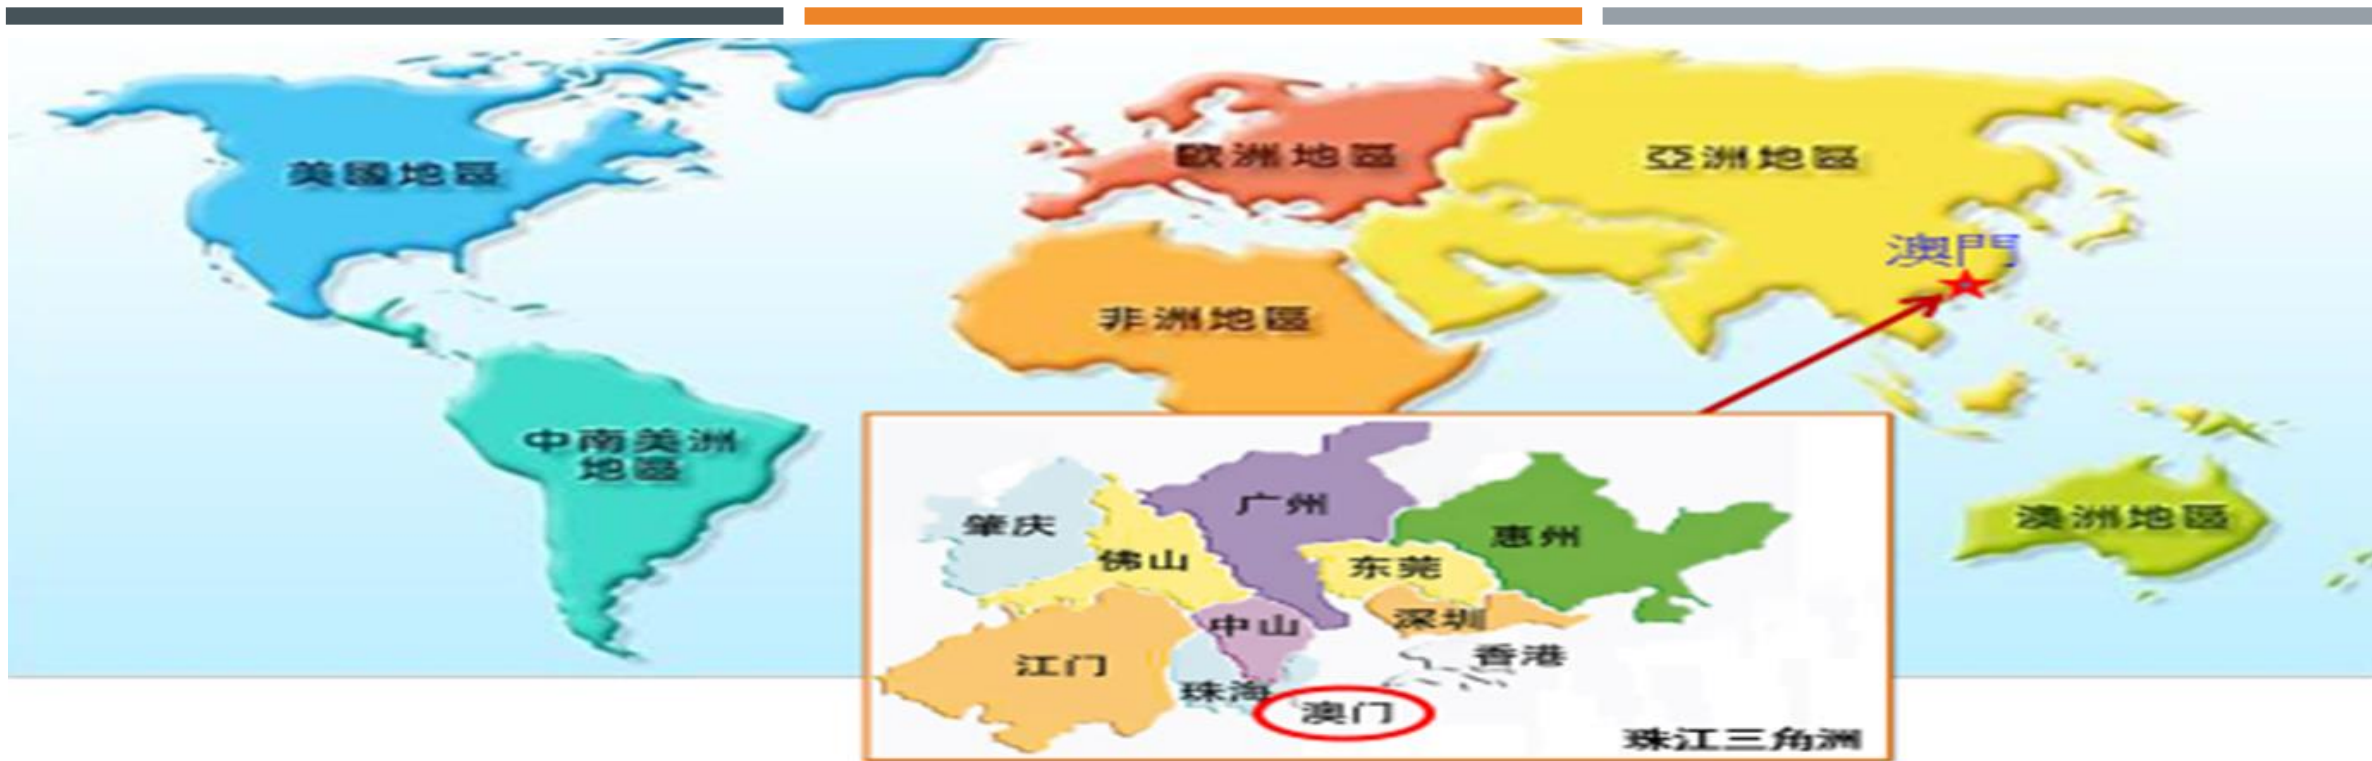 美國地區
歐洲地區
亞洲地區
澳門
非洲地區
中南美洲
地區
澳洲地區
广州
肇庆
惠州
佛山
东莞
深圳
中山
香港
江门
珠海
澳门
珠江三角洲